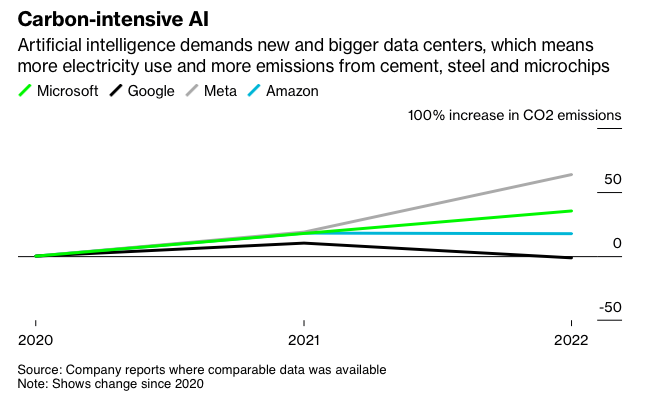 Carbon-intensive AI
Artificial intelligence demands new and bigger data centers, which means
more electricity use and more emissions from cement, steel and microchips
Microsoft Google Meta Amazon
100% increase in CO2 emissions
50
0
-50
2020 2021 2022
Source: Company reports where comparable data was available
Note: Shows change since 2020